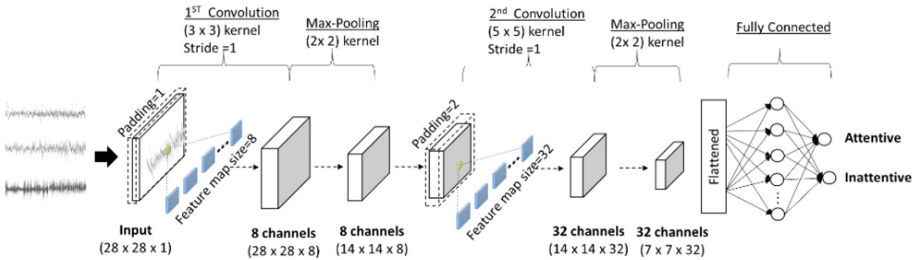 1ST Convolution
(3 x 3) kernel
Stride =1
Max-Pooling
(2x 2) kernel
2nd Convolution
(5 x 5) kernel
Stride =1
Max-Pooling
(2x 2) kernel
Fully Connected
Padding=1
Feature map size=8
Padding=2
Feature map size=32
Flattened
Attentive
Inattentive
Input
(28 x 28 x 1)
8 channels
(28 x 28 x 8)
8 channels
(14 x 14 x 8)
32 channels
(14 x 14 x 32)
32 channels
(7 x 7 x 32)